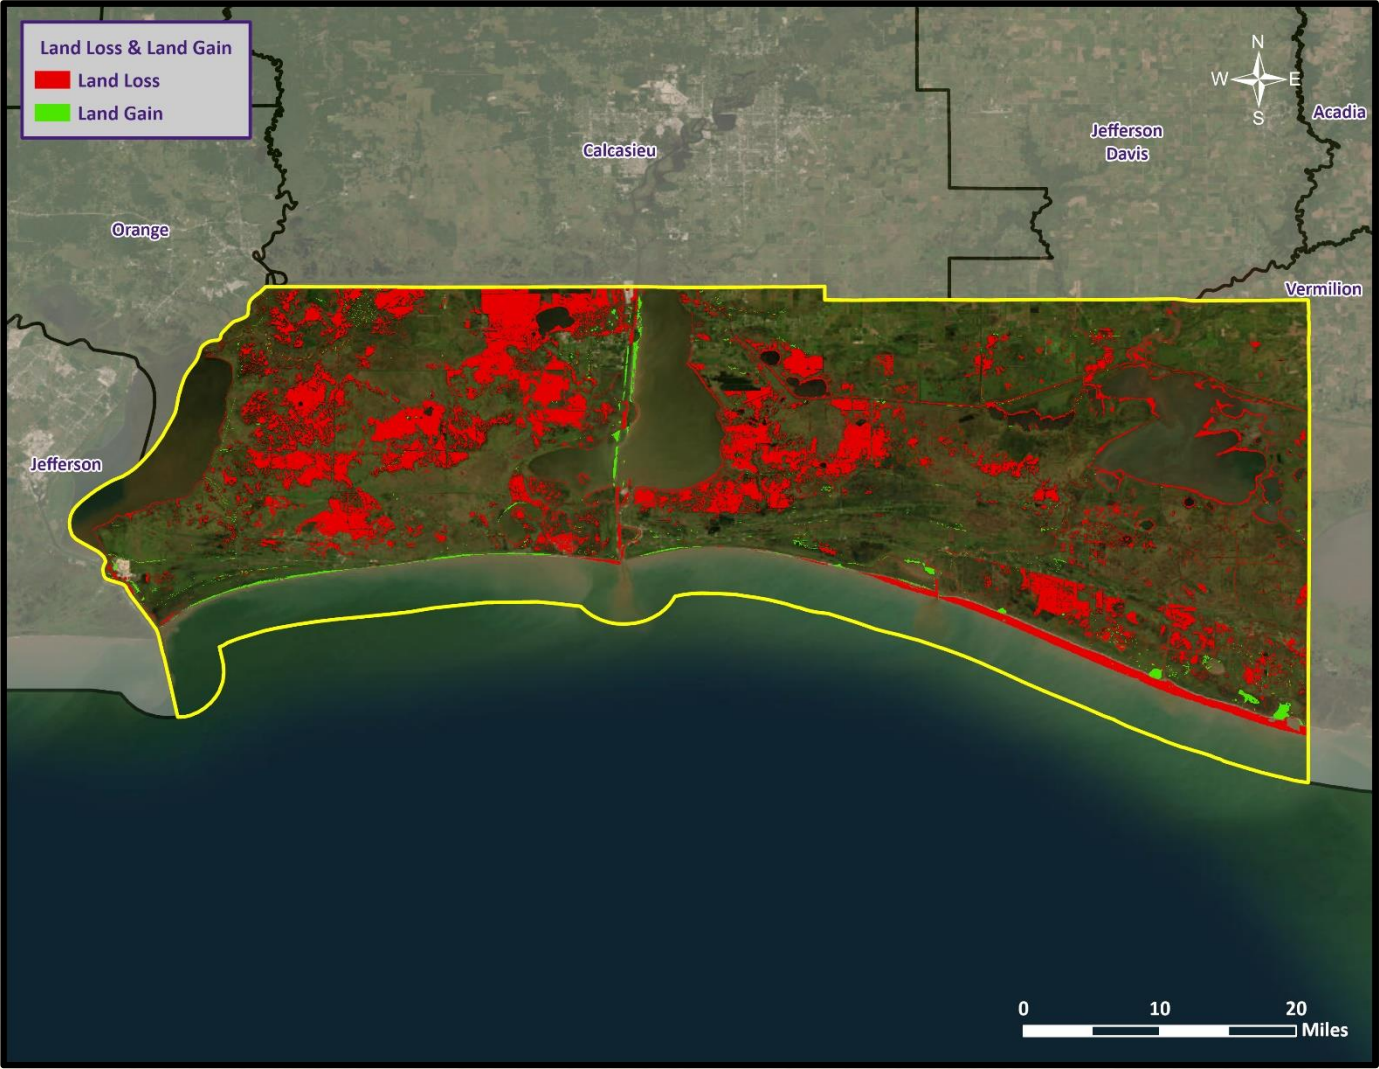 Land Loss & Land Gain
Land Loss
Land Gain
N
W
E
S
Acadia
Jefferson
Davis
Calcasieu
Orange
Vermilion
Jefferson
0 10 20
Miles